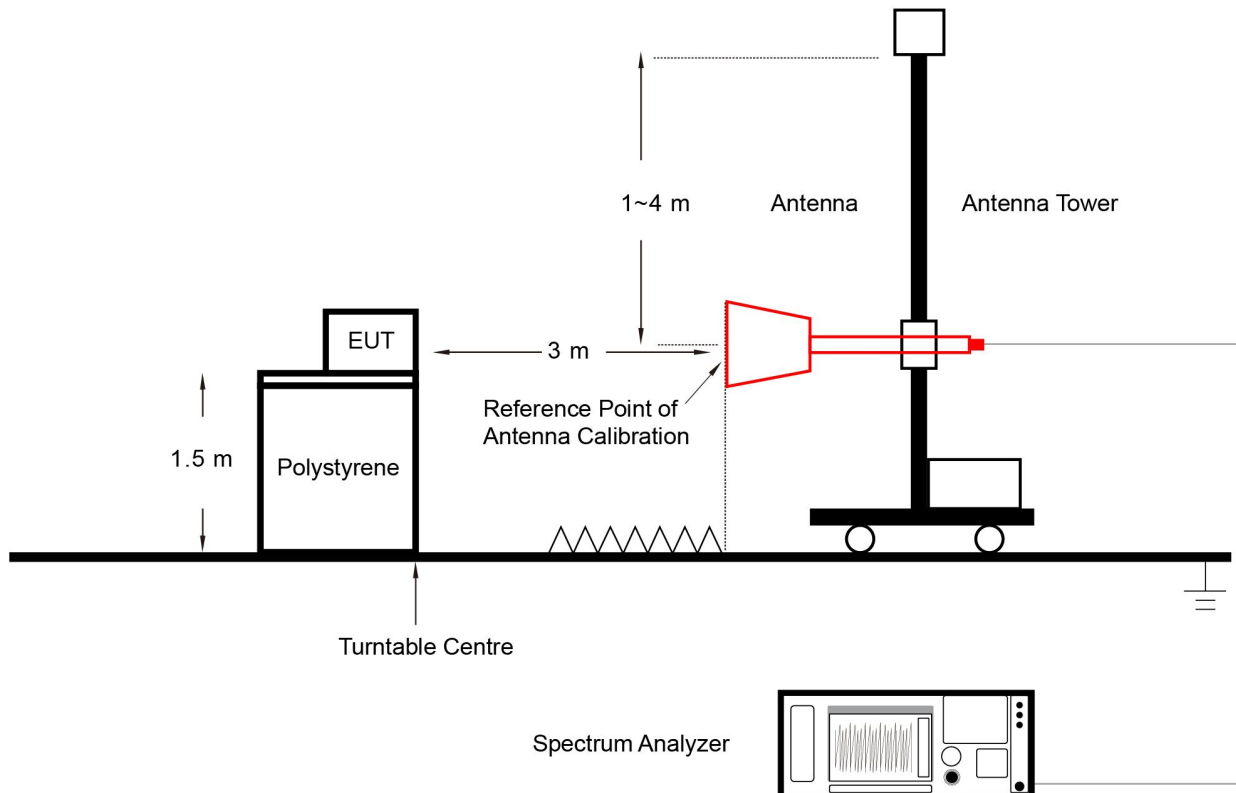 1~4 m
Antenna
Antenna Tower
EUT
3 m
Reference Point of
Antenna Calibration
1.5 m
Polystyrene
Turntable Centre
Spectrum Analyzer